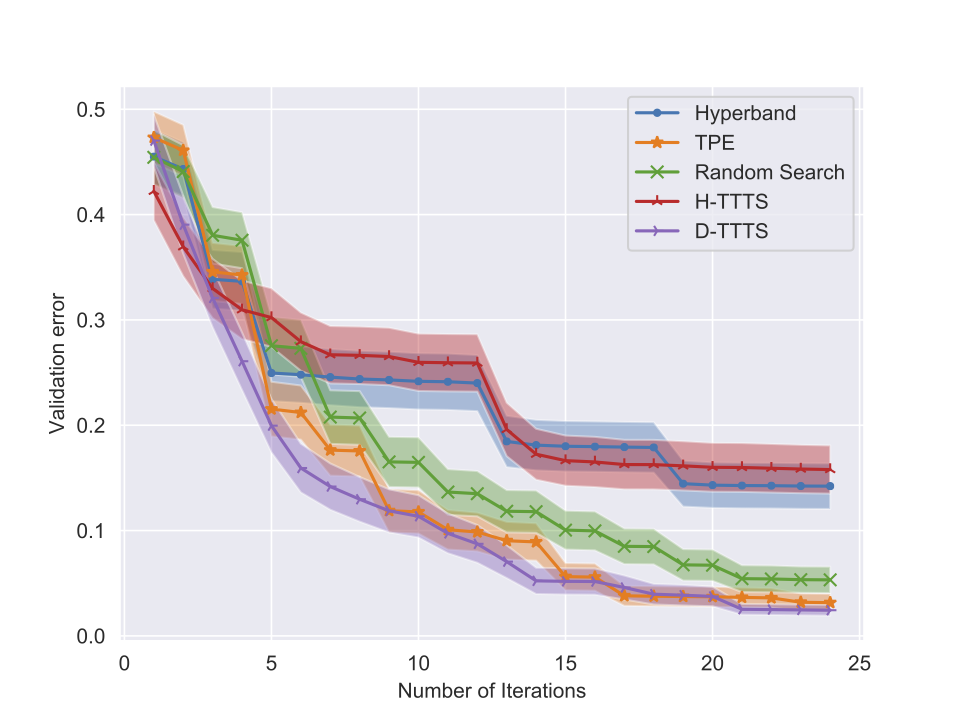 0.5
0.4
0.3
0.2
0.1
0.0
Validation error
Hyperband
TPE
Random Search
H-TTTS
D-TTTS
0 5 10 15 20 25
Number of Iterations